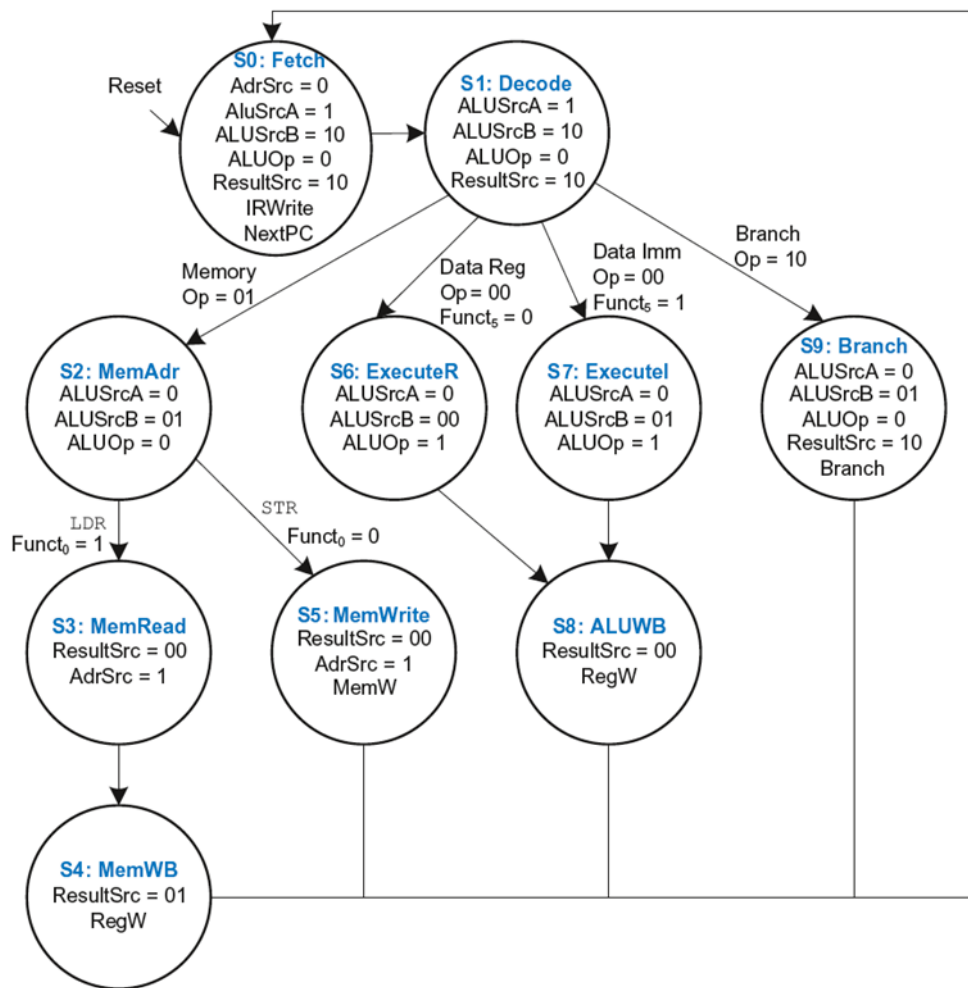 Reset
S0: Fetch
AdrSrc = 0
AluSrcA = 1
ALUSrcB = 10
ALUOp = 0
ResultSrc = 10
IRWrite
NextPC
S1: Decode
ALUSrcA = 1
ALUSrcB = 10
ALUOp = 0
ResultSrc = 10
Memory
Op = 01
Data Reg
Op = 00
Funct₅ = 0
Data Imm
Op = 00
Funct₅ = 1
Branch
Op = 10
S2: MemAdr
ALUSrcA = 0
ALUSrcB = 01
ALUOp = 0
S6: ExecuteR
ALUSrcA = 0
ALUSrcB = 00
ALUOp = 1
S7: ExecuteI
ALUSrcA = 0
ALUSrcB = 01
ALUOp = 1
S9: Branch
ALUSrcA = 0
ALUSrcB = 01
ALUOp = 0
ResultSrc = 10
Branch
LDR
Funct₀ = 1
STR
Funct₀ = 0
S3: MemRead
ResultSrc = 00
AdrSrc = 1
S5: MemWrite
ResultSrc = 00
AdrSrc = 1
MemW
S8: ALUWB
ResultSrc = 00
RegW
S4: MemWB
ResultSrc = 01
RegW